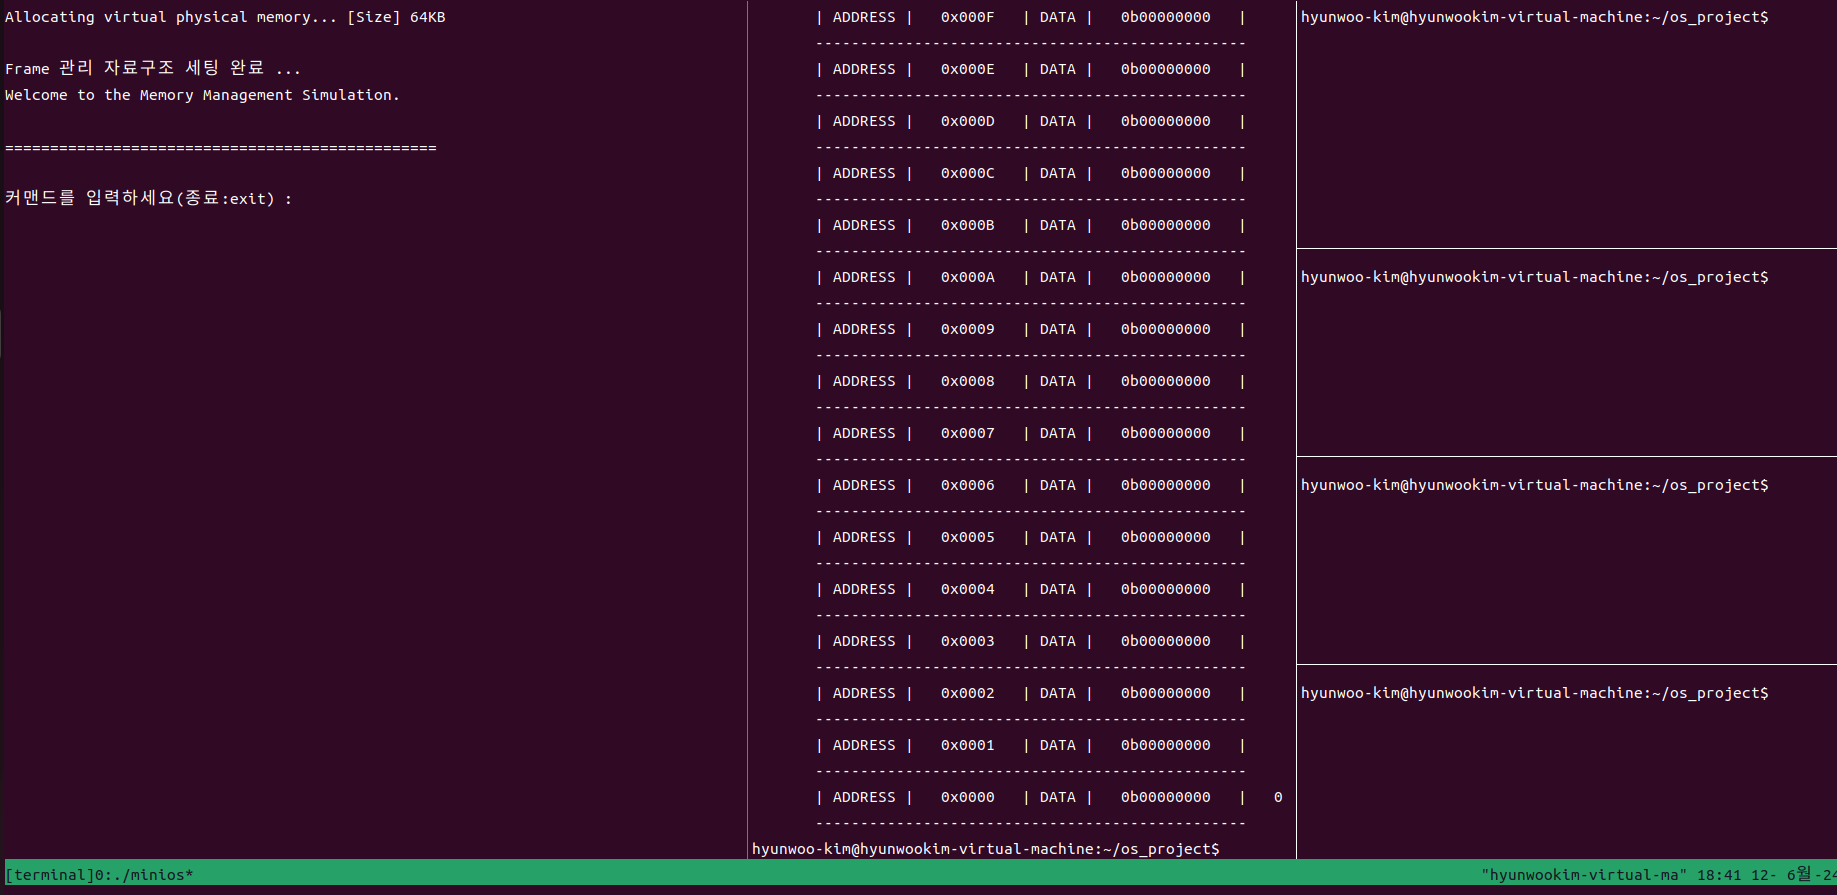 Allocating virtual physical memory... [Size] 64KB
Frame 관리 자료구조 세팅 완료 ...
Welcome to the Memory Management Simulation.
================================================
커맨드를 입력하세요(종료:exit) :
| ADDRESS |   0x000F   | DATA |   0b00000000   |
------------------------------------------------
| ADDRESS |   0x000E   | DATA |   0b00000000   |
------------------------------------------------
| ADDRESS |   0x000D   | DATA |   0b00000000   |
------------------------------------------------
| ADDRESS |   0x000C   | DATA |   0b00000000   |
------------------------------------------------
| ADDRESS |   0x000B   | DATA |   0b00000000   |
------------------------------------------------
| ADDRESS |   0x000A   | DATA |   0b00000000   |
------------------------------------------------
| ADDRESS |   0x0009   | DATA |   0b00000000   |
------------------------------------------------
| ADDRESS |   0x0008   | DATA |   0b00000000   |
------------------------------------------------
| ADDRESS |   0x0007   | DATA |   0b00000000   |
------------------------------------------------
| ADDRESS |   0x0006   | DATA |   0b00000000   |
------------------------------------------------
| ADDRESS |   0x0005   | DATA |   0b00000000   |
------------------------------------------------
| ADDRESS |   0x0004   | DATA |   0b00000000   |
------------------------------------------------
| ADDRESS |   0x0003   | DATA |   0b00000000   |
------------------------------------------------
| ADDRESS |   0x0002   | DATA |   0b00000000   |
------------------------------------------------
| ADDRESS |   0x0001   | DATA |   0b00000000   |
------------------------------------------------
| ADDRESS |   0x0000   | DATA |   0b00000000   |   0
------------------------------------------------
hyunwoo-kim@hyunwookim-virtual-machine:~/os_project$
hyunwoo-kim@hyunwookim-virtual-machine:~/os_project$
hyunwoo-kim@hyunwookim-virtual-machine:~/os_project$
hyunwoo-kim@hyunwookim-virtual-machine:~/os_project$
hyunwoo-kim@hyunwookim-virtual-machine:~/os_project$
[terminal]0:./minios* "hyunwookim-virtual-ma" 18:41 12- 6월-24